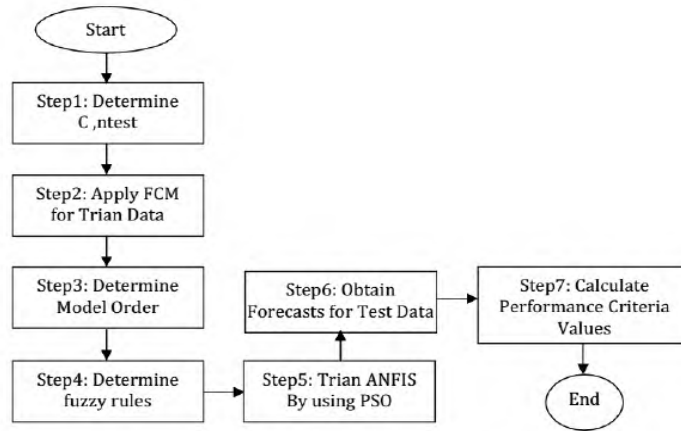 Start
Step1: Determine
C ,ntest
Step2: Apply FCM
for Trian Data
Step3: Determine
Model Order
Step4: Determine
fuzzy rules
Step5: Trian ANFIS
By using PSO
Step6: Obtain
Forecasts for Test Data
Step7: Calculate
Performance Criteria
Values
End